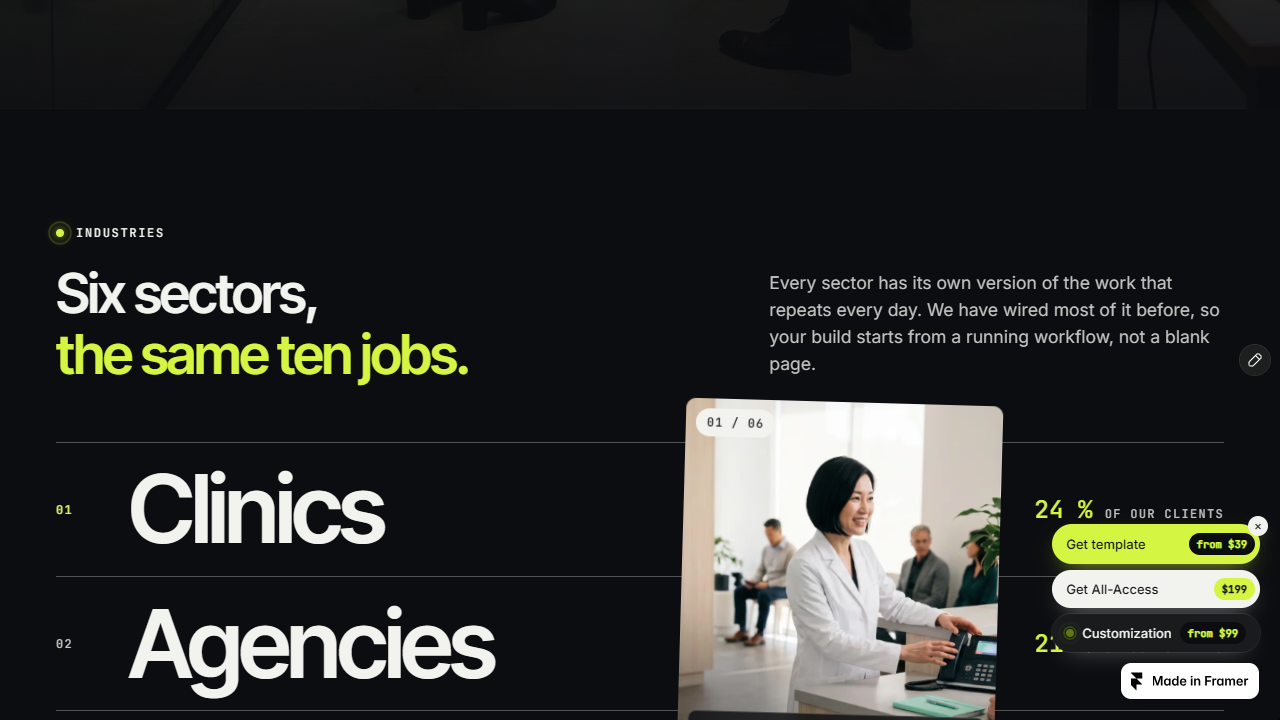 INDUSTRIES
Six sectors,
the same ten jobs.
Every sector has its own version of the work that
repeats every day. We have wired most of it before, so
your build starts from a running workflow, not a blank
page.
01 / 06
01
Clinics
24 % OF OUR CLIENTS
Get template from $39
Get All-Access $199
02
Agencies
21
Customization from $99
Made in Framer